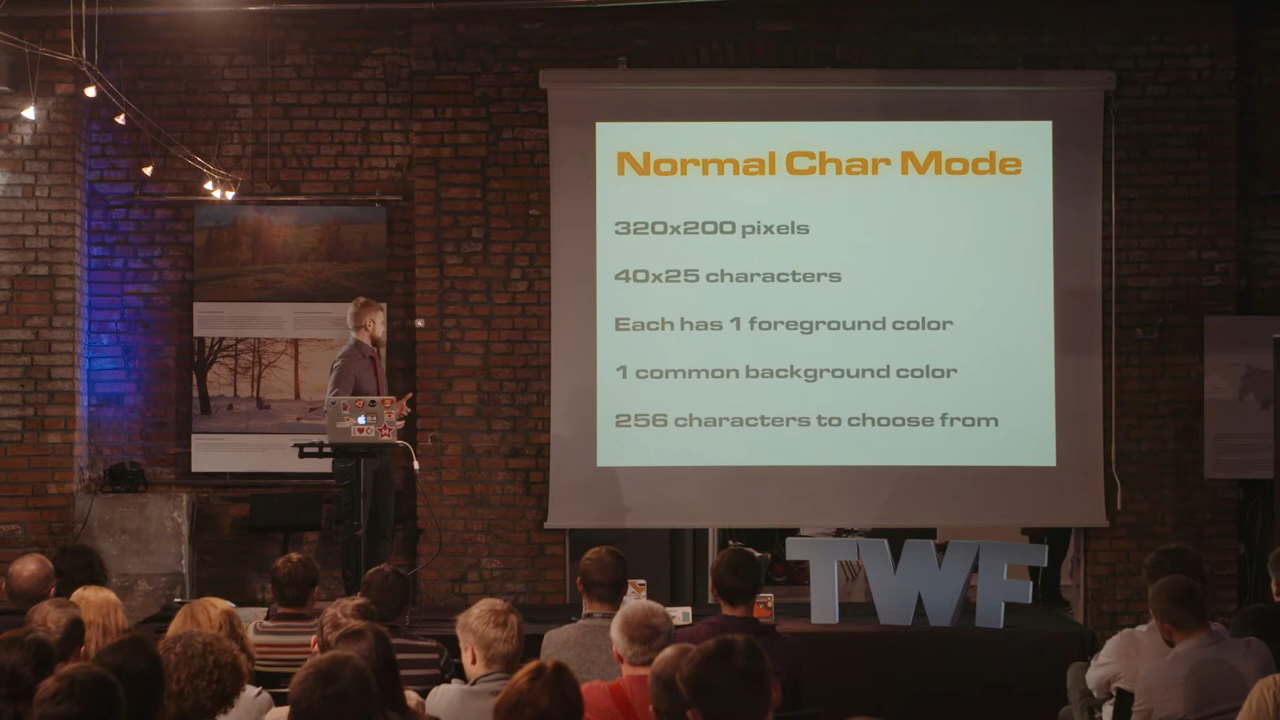 Normal Char Mode
320x200 pixels
40x25 characters
Each has 1 foreground color
1 common background color
256 characters to choose from
TWF